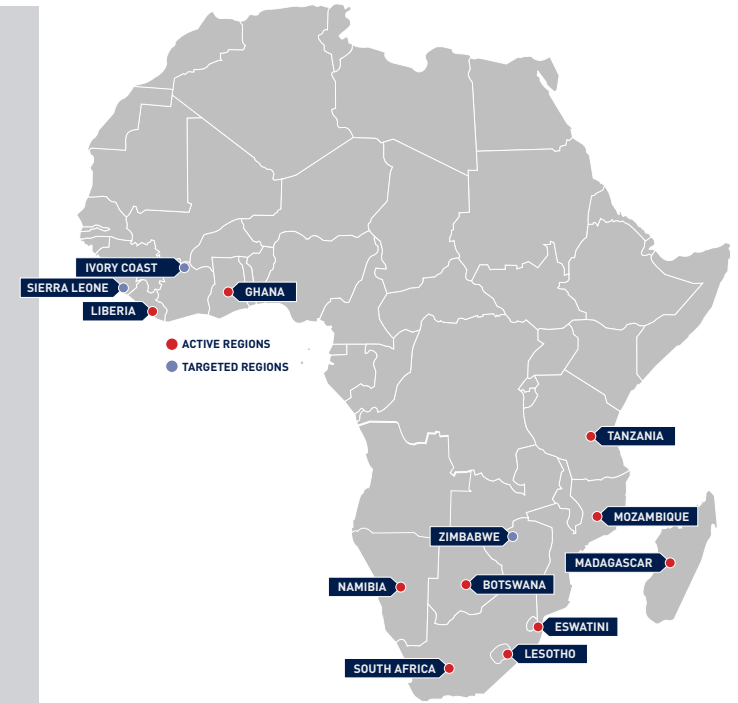 IVORY COAST
SIERRA LEONE
GHANA
LIBERIA
ACTIVE REGIONS
TARGETED REGIONS
TANZANIA
MOZAMBIQUE
ZIMBABWE
MADAGASCAR
NAMIBIA
BOTSWANA
ESWATINI
LESOTHO
SOUTH AFRICA